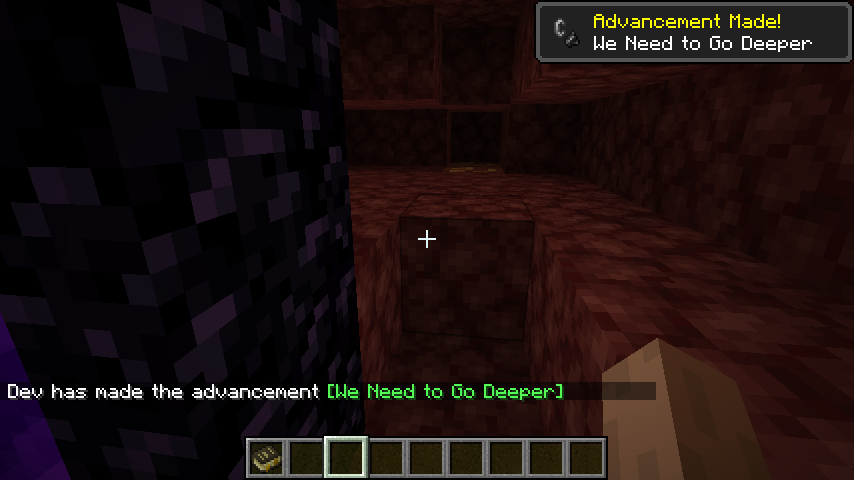 Advancement Made!
We Need to Go Deeper
Dev has made the advancement [We Need to Go Deeper]